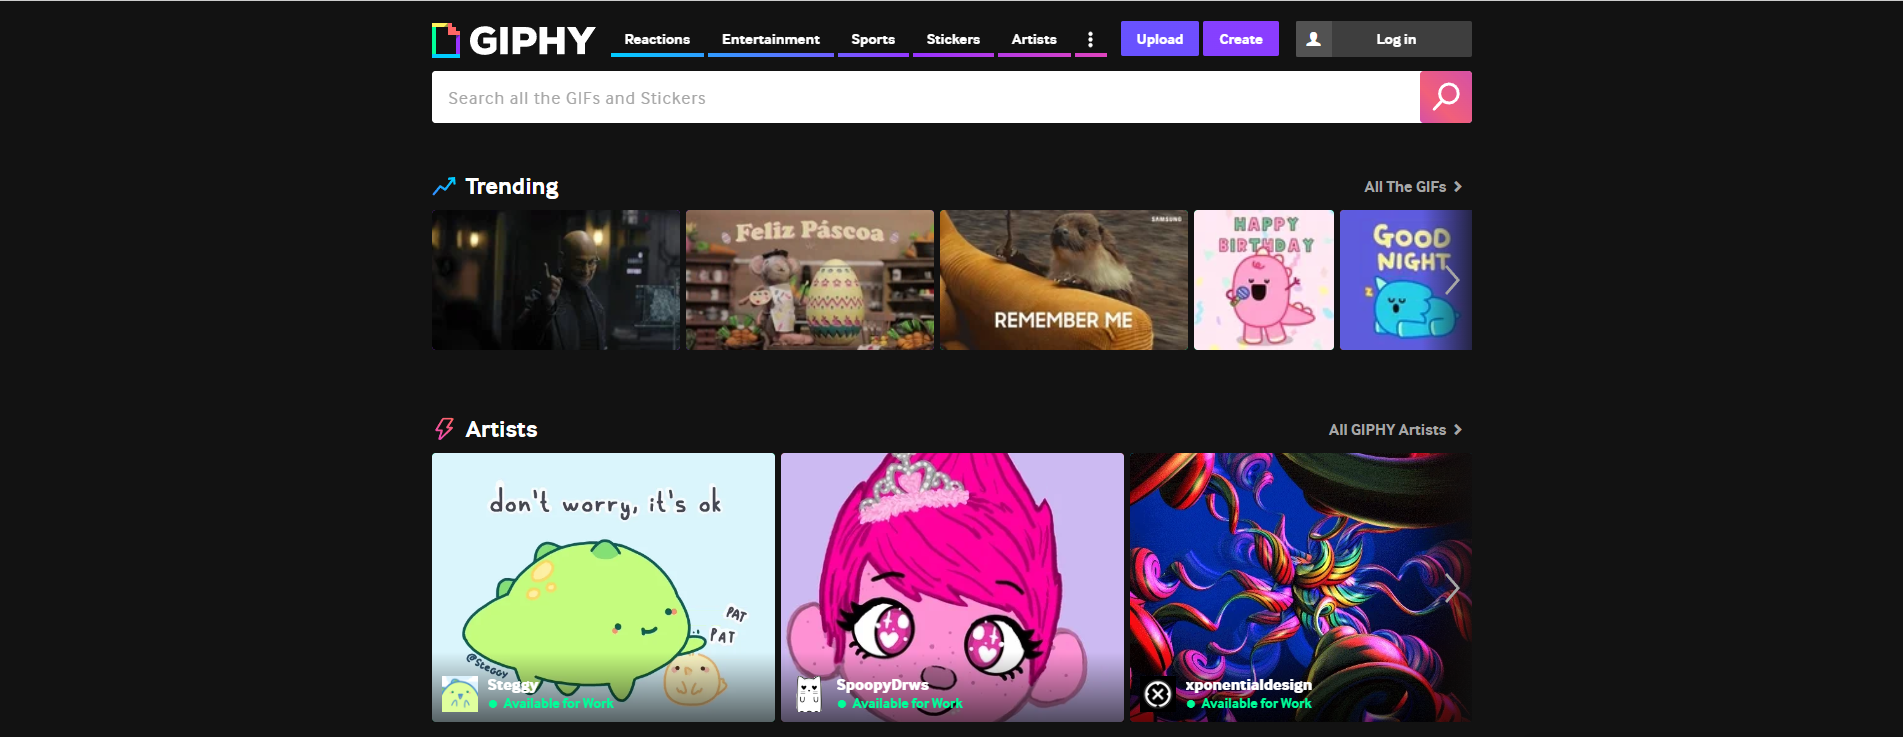 GIPHY
Reactions
Entertainment
Sports
Stickers
Artists
Upload
Create
Log in
Search all the GIFs and Stickers
Trending
All The GIFs
Feliz Páscoa
SAMSUNG
REMEMBER ME
HAPPY
BIRTHDAY
GOOD
NIGHT
z
Artists
All GIPHY Artists
don't worry, it's ok
PAT
PAT
@steggy
Steggy
Available for Work
SpoopyDrws
Available for Work
xponentialdesign
Available for Work